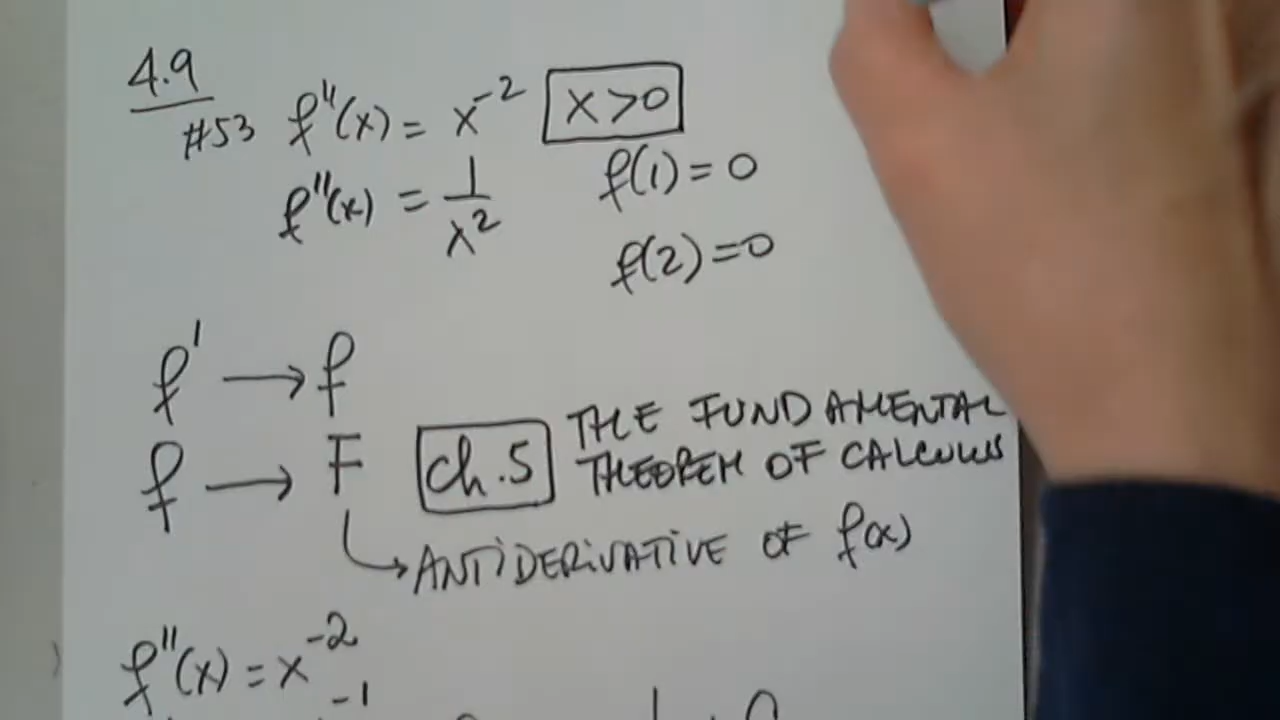 4.9
#53 f''(x) = x^-2 x>0
f''(x) = 1/x^2 f(1) = 0
f(2) = 0
f' → f
f → F ch.5 THE FUNDAMENTAL
THEOREM OF CALCULUS
ANTIDERIVATIVE OF f(x)
f''(x) = x^-2
-1